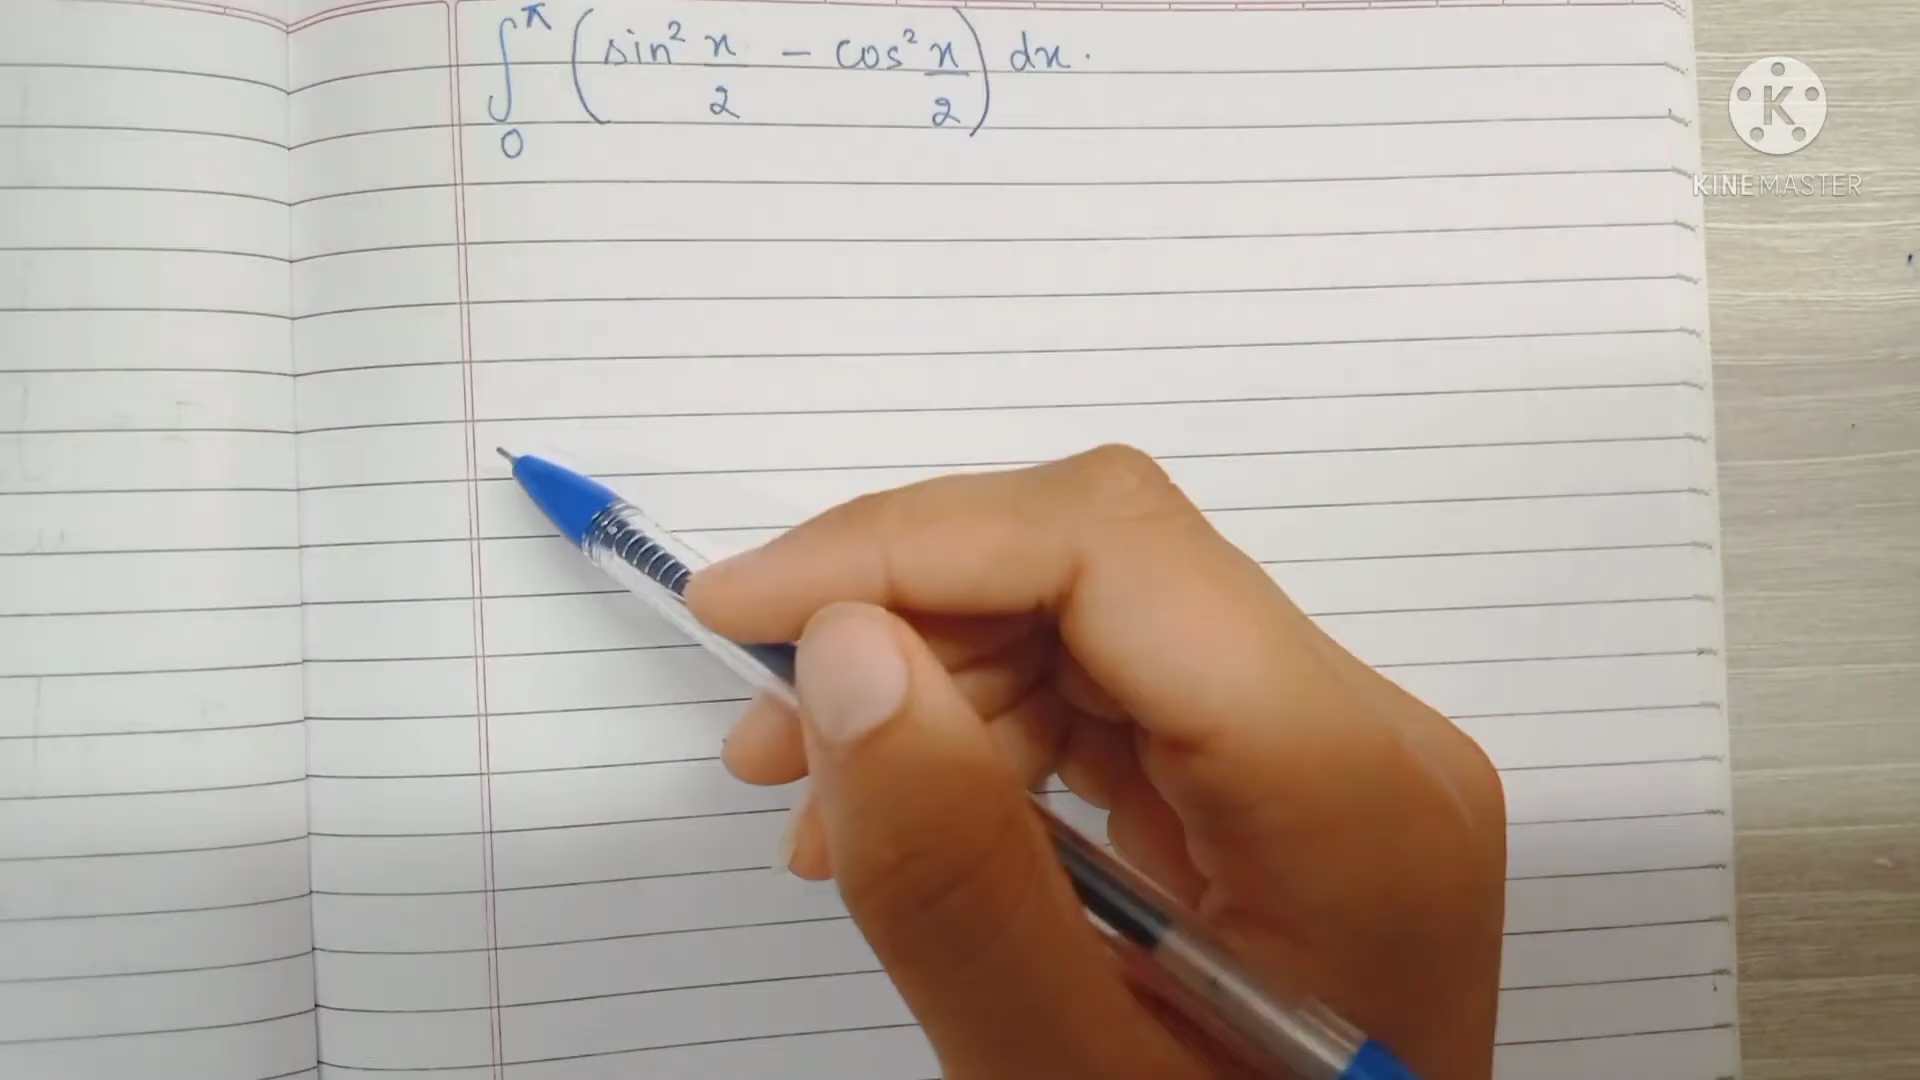 ∫₀^π (sin² x/2 − cos² x/2) dx.
K
KINEMASTER